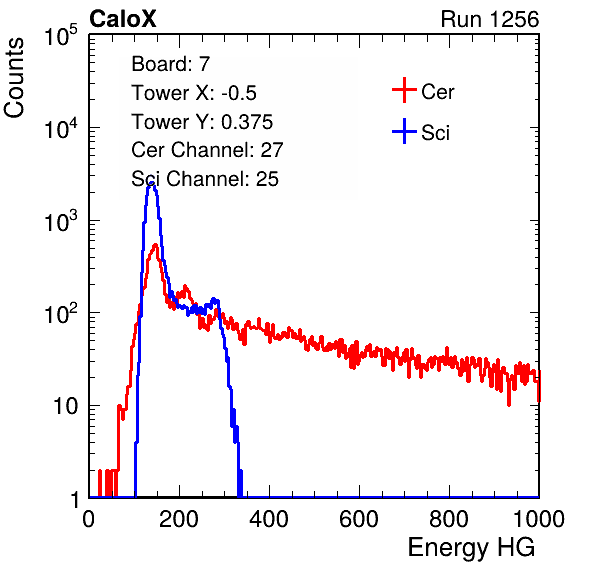 CaloX Run 1256
Counts
Board: 7
Tower X: -0.5
Tower Y: 0.375
Cer Channel: 27
Sci Channel: 25
Cer
Sci
10^5
10^4
10^3
10^2
10
1
0 200 400 600 800 1000
Energy HG